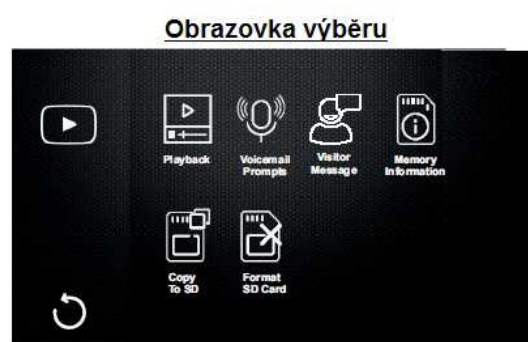 Obrazovka výběru
Playback
Voicemail
Prompts
Visitor
Message
Memory
Information
Copy
To SD
Format
SD Card